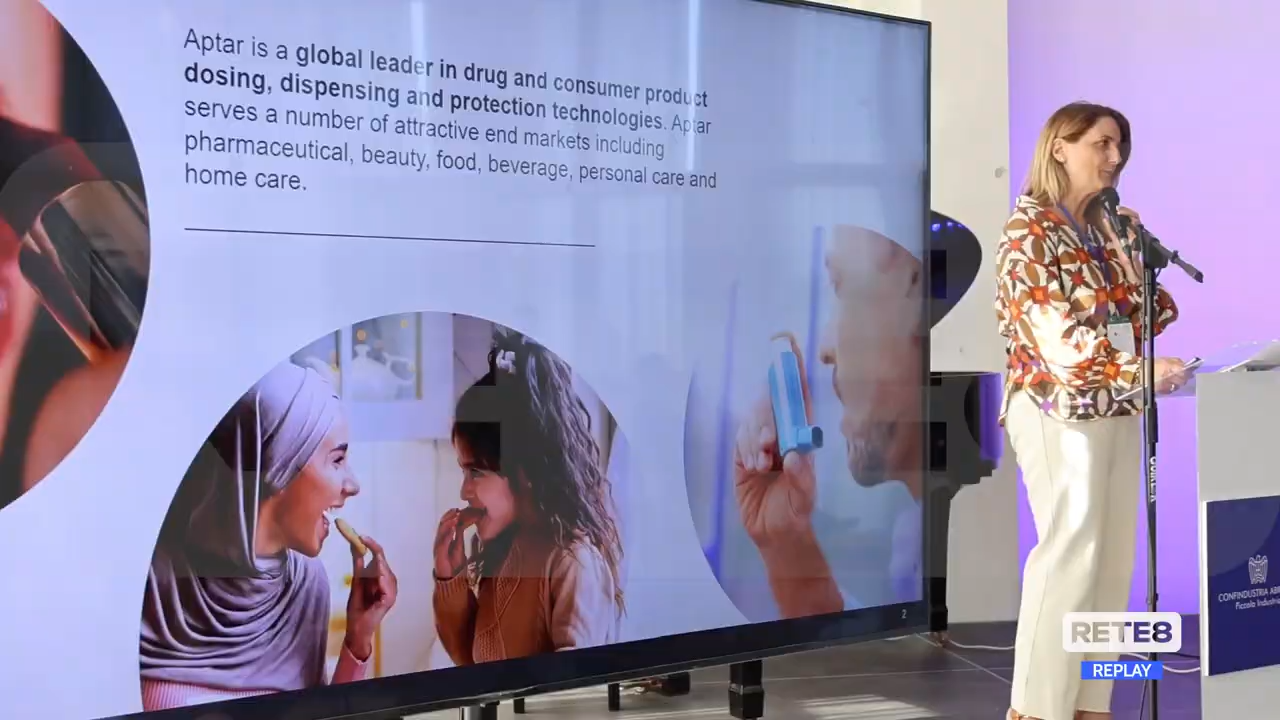 Aptar is a global leader in drug and consumer product
dosing, dispensing and protection technologies. Aptar
serves a number of attractive end markets including
pharmaceutical, beauty, food, beverage, personal care and
home care.
2
CONFINDUSTRIA
Piccola
RETE8
REPLAY